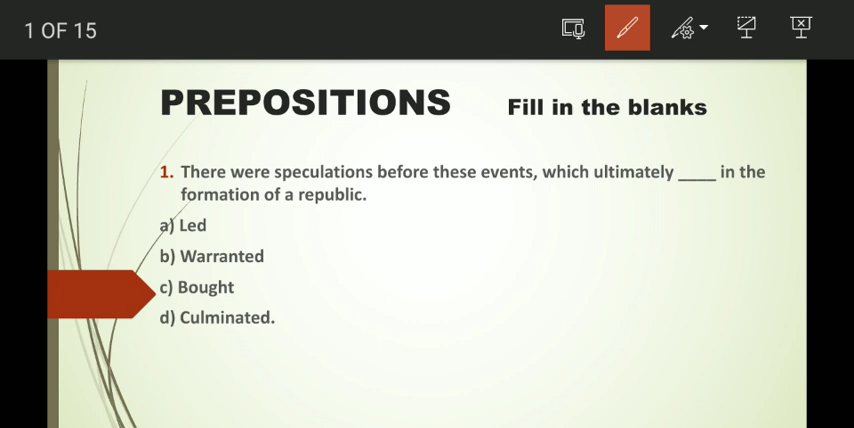 1 OF 15
PREPOSITIONS Fill in the blanks
1. There were speculations before these events, which ultimately ____ in the
formation of a republic.
a) Led
b) Warranted
c) Bought
d) Culminated.